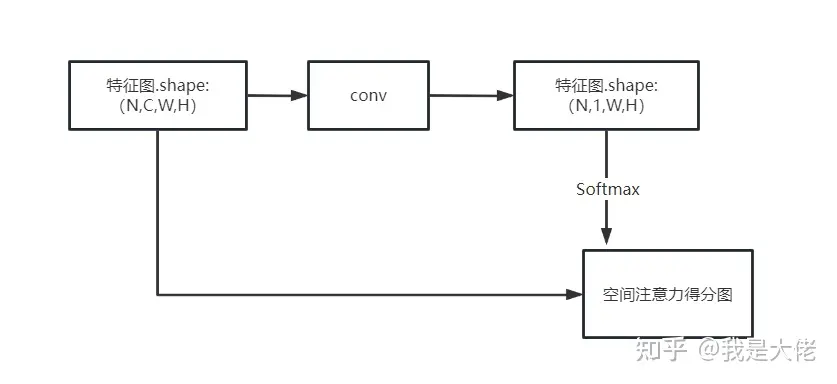 特征图.shape:
(N,C,W,H)
conv
特征图.shape:
(N,1,W,H)
Softmax
空间注意力得分图
知乎 @我是大佬